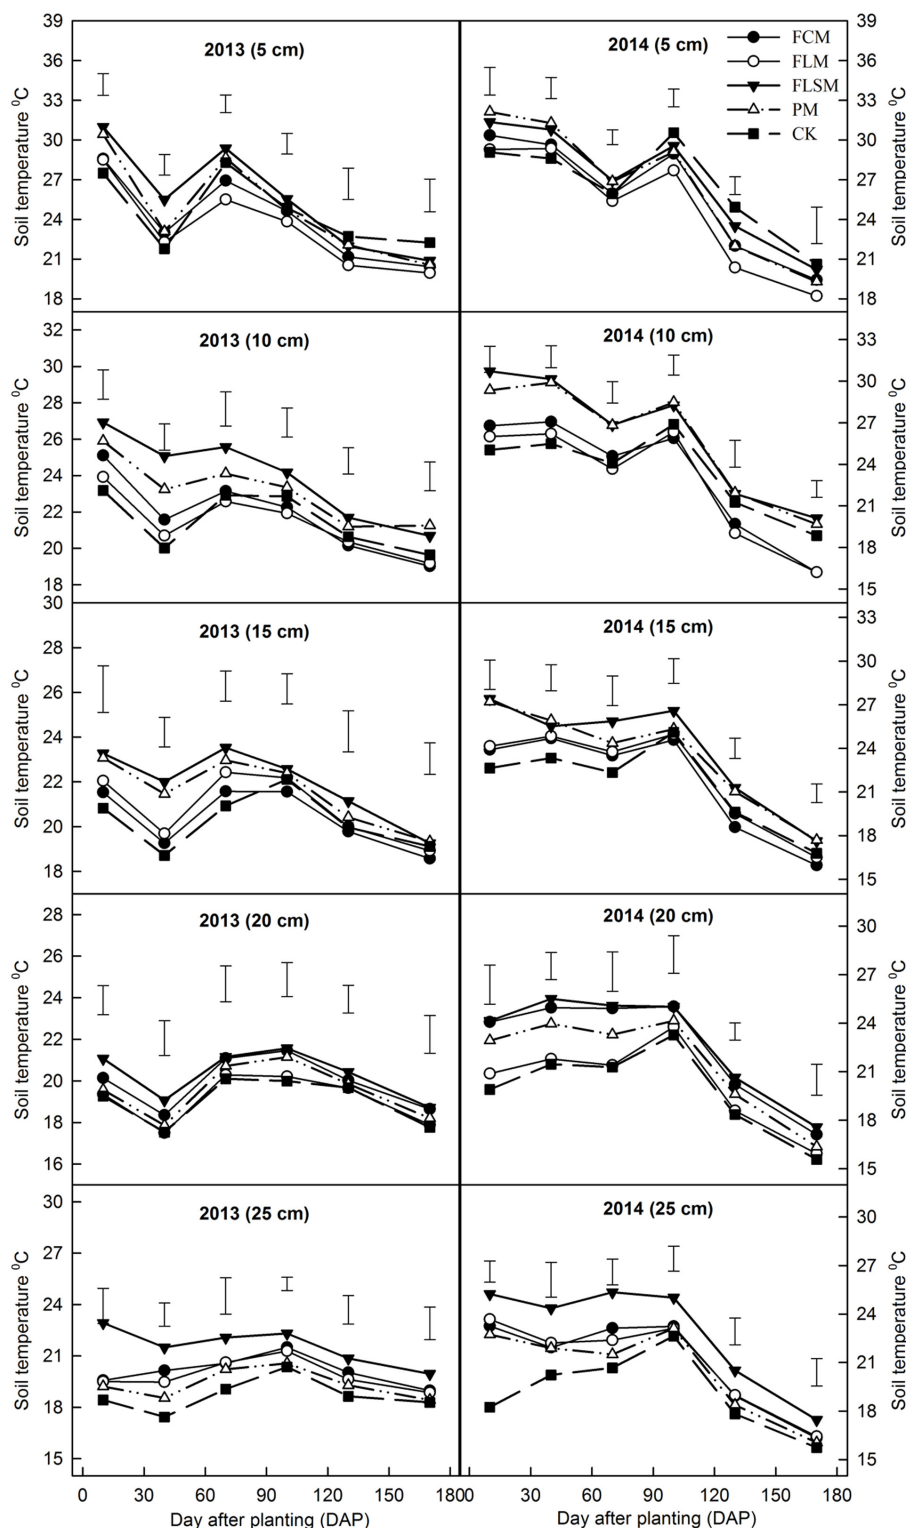 2013 (5 cm)
Soil temperature ⁰C
39
36
33
30
27
24
21
18
2014 (5 cm)
FCM
FLM
FLSM
PM
CK
39
36
33
30
27
24
21
18
Soil temperature ⁰C
2013 (10 cm)
Soil temperature ⁰C
32
30
28
26
24
22
20
18
2014 (10 cm)
33
30
27
24
21
18
15
Soil temperature ⁰C
2013 (15 cm)
Soil temperature ⁰C
30
28
26
24
22
20
18
2014 (15 cm)
33
30
27
24
21
18
15
Soil temperature ⁰C
2013 (20 cm)
Soil temperature ⁰C
28
26
24
22
20
18
16
2014 (20 cm)
30
27
24
21
18
15
Soil temperature ⁰C
2013 (25 cm)
Soil temperature ⁰C
30
27
24
21
18
15
2014 (25 cm)
30
27
24
21
18
15
Soil temperature ⁰C
0 30 60 90 120 150 180
0 30 60 90 120 150 180
Day after planting (DAP)
Day after planting (DAP)